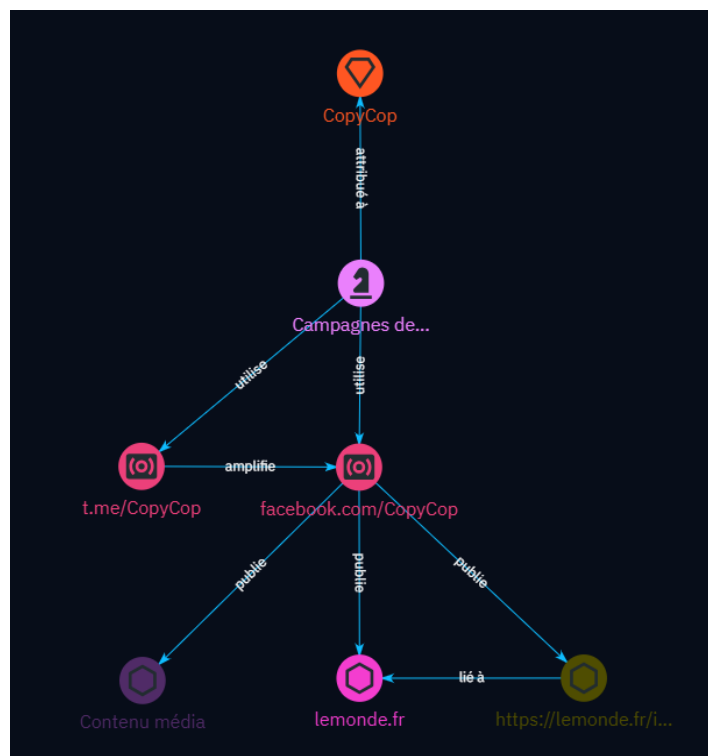 CopyCop
attribué à
Campagnes de...
utilise
utilise
amplifie
t.me/CopyCop
facebook.com/CopyCop
publie
publie
publie
lié à
Contenu média
lemonde.fr
https://lemonde.fr/i...